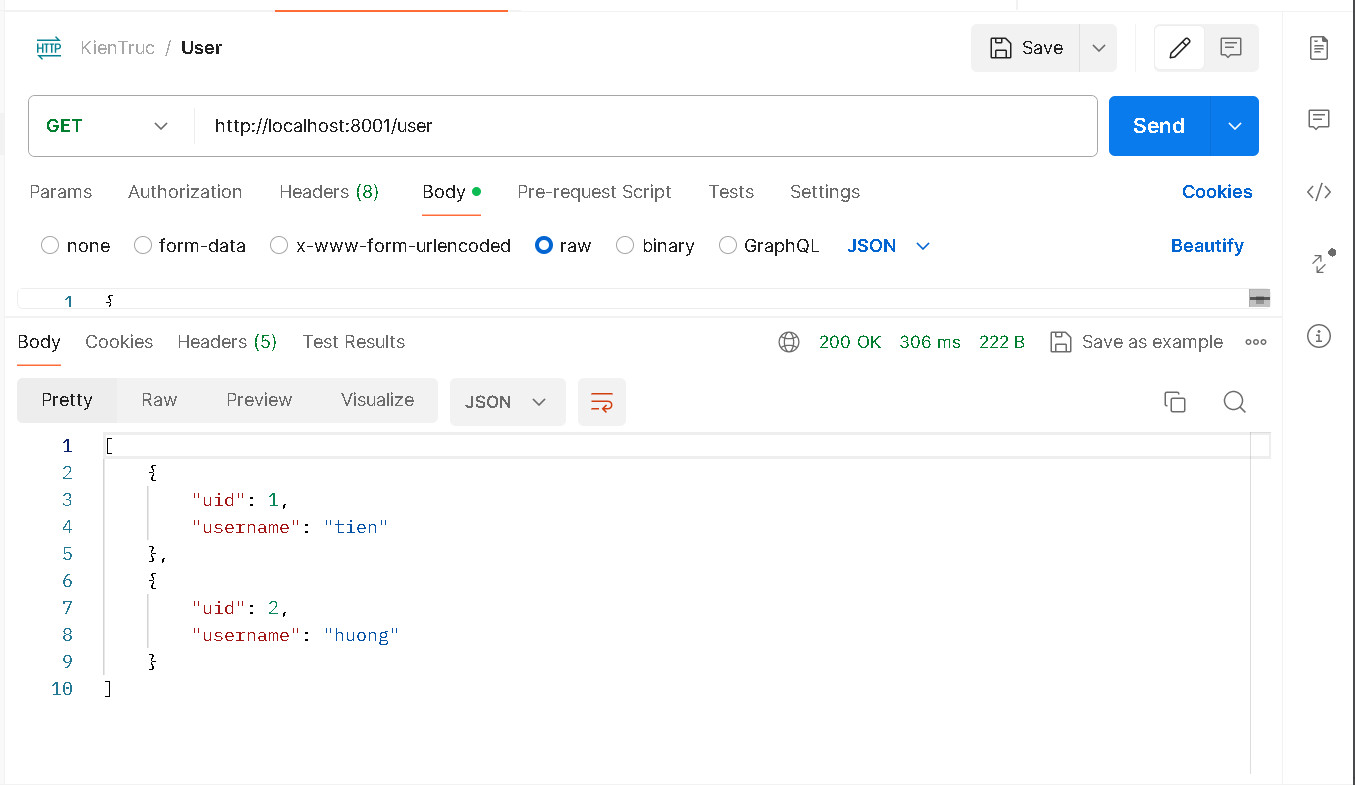 HTTP KienTruc / User Save
GET http://localhost:8001/user Send
Params Authorization Headers (8) Body Pre-request Script Tests Settings Cookies
none form-data x-www-form-urlencoded raw binary GraphQL JSON Beautify
1 {
Body Cookies Headers (5) Test Results 200 OK 306 ms 222 B Save as example
Pretty Raw Preview Visualize JSON
1 [
2 {
3 "uid": 1,
4 "username": "tien"
5 },
6 {
7 "uid": 2,
8 "username": "huong"
9 }
10 ]